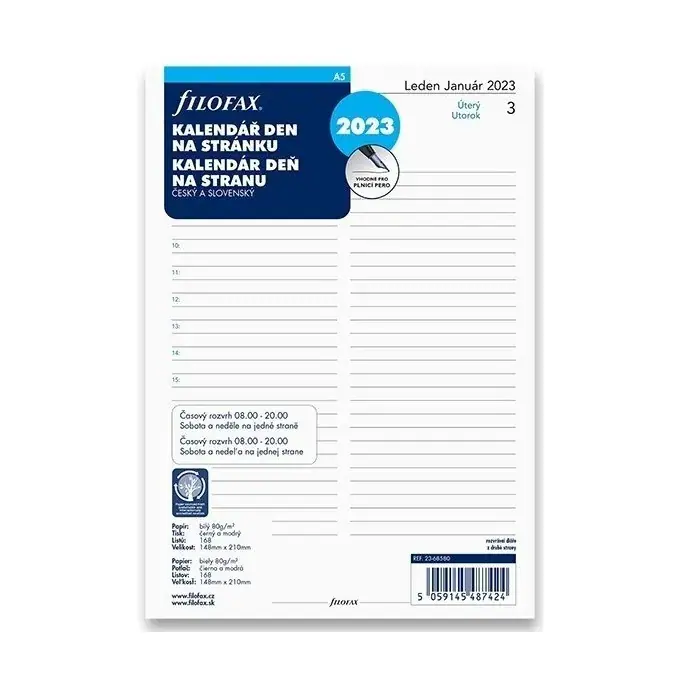 A5
fILOFAX®
KALENDÁŘ DEN
NA STRÁNKU
KALENDÁR DEŇ
NA STRANU
ČESKÝ A SLOVENSKÝ
2023
VHODNÉ PRO
PLNICÍ PERO
Leden Január 2023
Úterý
Utorok
3
10:
11:
12:
13:
14:
15:
Časový rozvrh 08.00 - 20.00
Sobota a neděle na jedné straně
Časový rozvrh 08.00 - 20.00
Sobota a nedeľa na jednej strane
Papír: bílý 80g/m²
Tisk: černý a modrý
Listů: 168
Velikost: 148mm x 210mm
Papier: biely 80g/m²
Potlač: čierna a modrá
Listov: 168
Veľkosť: 148mm x 210mm
www.filofax.cz
www.filofax.sk
fILOFAX
rozvržení diáře
z druhé strany
REF. 23-68580
5 059145 487424